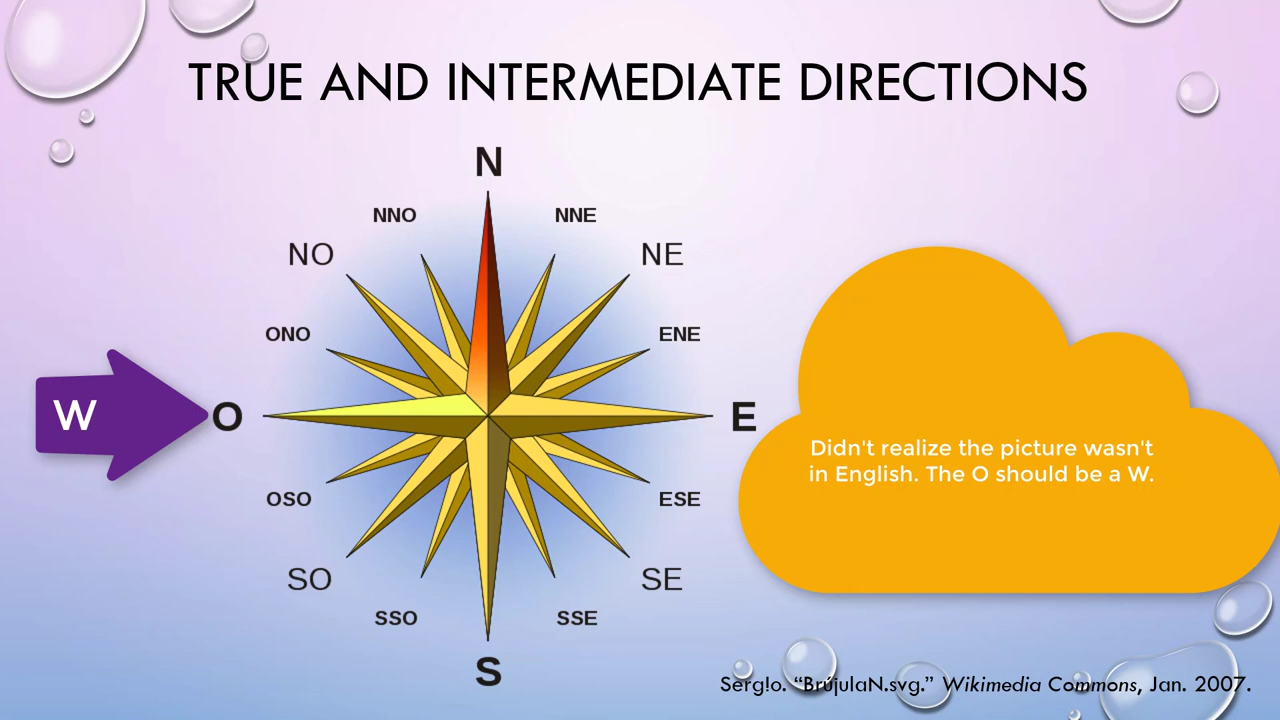 TRUE AND INTERMEDIATE DIRECTIONS
N
NNO
NNE
NO
NE
ONO
ENE
W
O
E
Didn't realize the picture wasn't
in English. The O should be a W.
OSO
ESE
SO
SE
SSO
SSE
S
Serg!o. “BrújulaN.svg.” Wikimedia Commons, Jan. 2007.